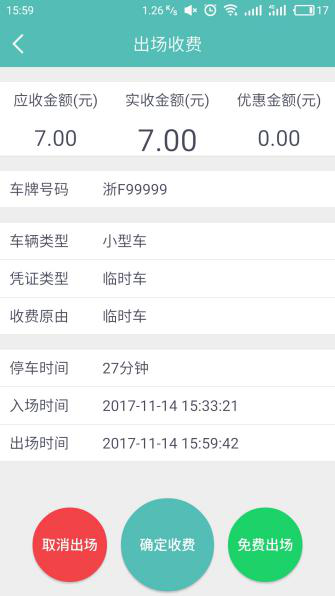 15:59 1.26 K/s 17
出场收费
应收金额(元) 实收金额(元) 优惠金额(元)
7.00 7.00 0.00
车牌号码 浙F99999
车辆类型 小型车
凭证类型 临时车
收费原由 临时车
停车时间 27分钟
入场时间 2017-11-14 15:33:21
出场时间 2017-11-14 15:59:42
取消出场 确定收费 免费出场